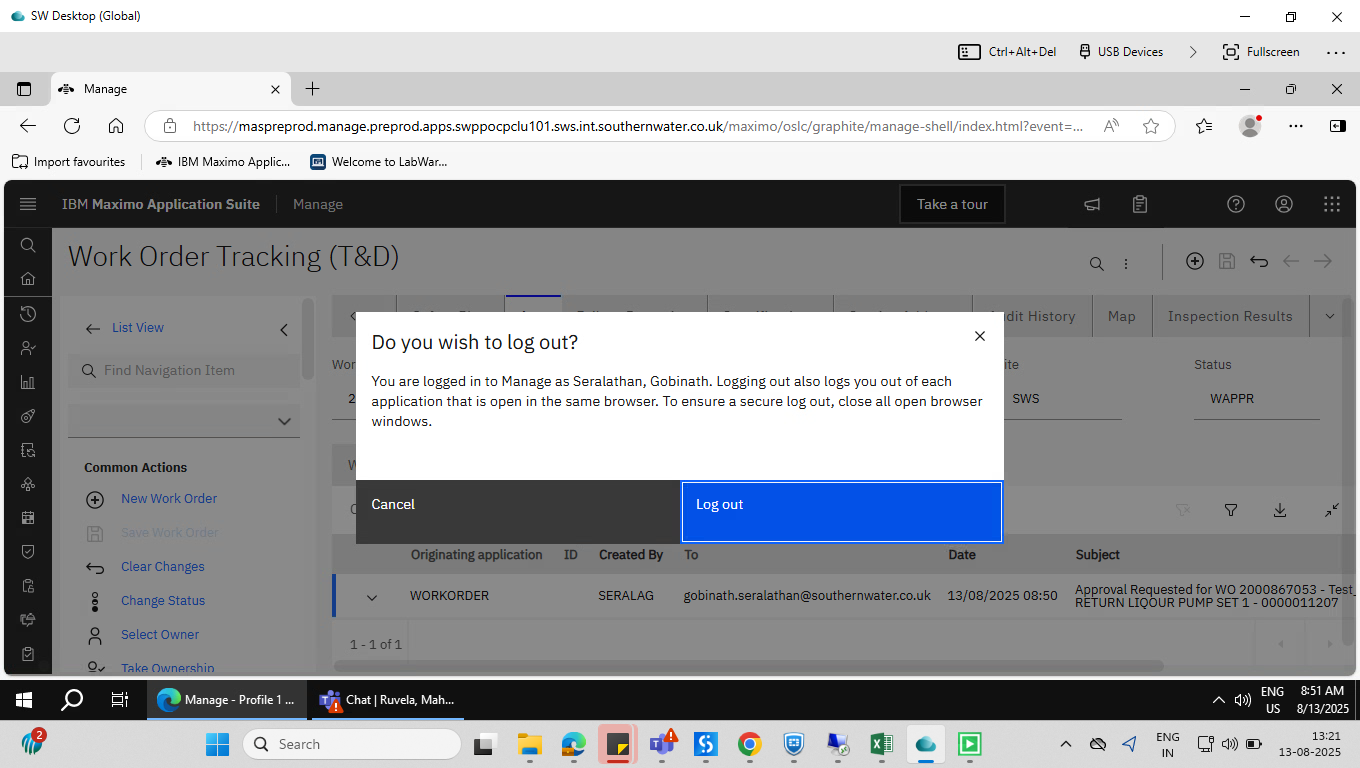 SW Desktop (Global)
Ctrl+Alt+Del
USB Devices
Fullscreen
Manage
https://maspreprod.manage.preprod.apps.swppocpclu101.sws.int.southernwater.co.uk/maximo/oslc/graphite/manage-shell/index.html?event=...
Import favourites
IBM Maximo Applic...
Welcome to LabWar...
IBM Maximo Application Suite
Manage
Take a tour
Work Order Tracking (T&D)
List View
Find Navigation Item
Map
Inspection Results
History
Status
SWS
WAPPR
Do you wish to log out?
You are logged in to Manage as Seralathan, Gobinath. Logging out also logs you out of each
application that is open in the same browser. To ensure a secure log out, close all open browser
windows.
Cancel
Log out
Common Actions
New Work Order
Save Work Order
Clear Changes
Change Status
Select Owner
Take Ownership
Originating application
ID
Created By
To
Date
Subject
WORKORDER
SERALAG
gobinath.seralathan@southernwater.co.uk
13/08/2025 08:50
Approval Requested for WO 2000867053 - Test_
RETURN LIQOUR PUMP SET 1 - 0000011207
1 - 1 of 1
Manage - Profile 1 ...
Chat | Ruvela, Mah...
ENG
US
8:51 AM
8/13/2025
2
Search
ENG
IN
13:21
13-08-2025